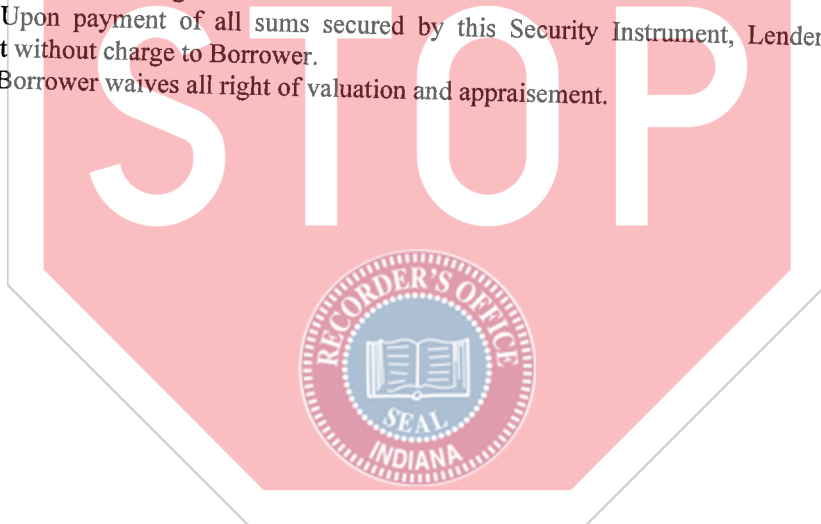 Upon payment of all sums secured by this Security Instrument, Lender
t without charge to Borrower.
Borrower waives all right of valuation and appraisement.
STOP
RECORDER'S OFFICE
SEAL
INDIANA